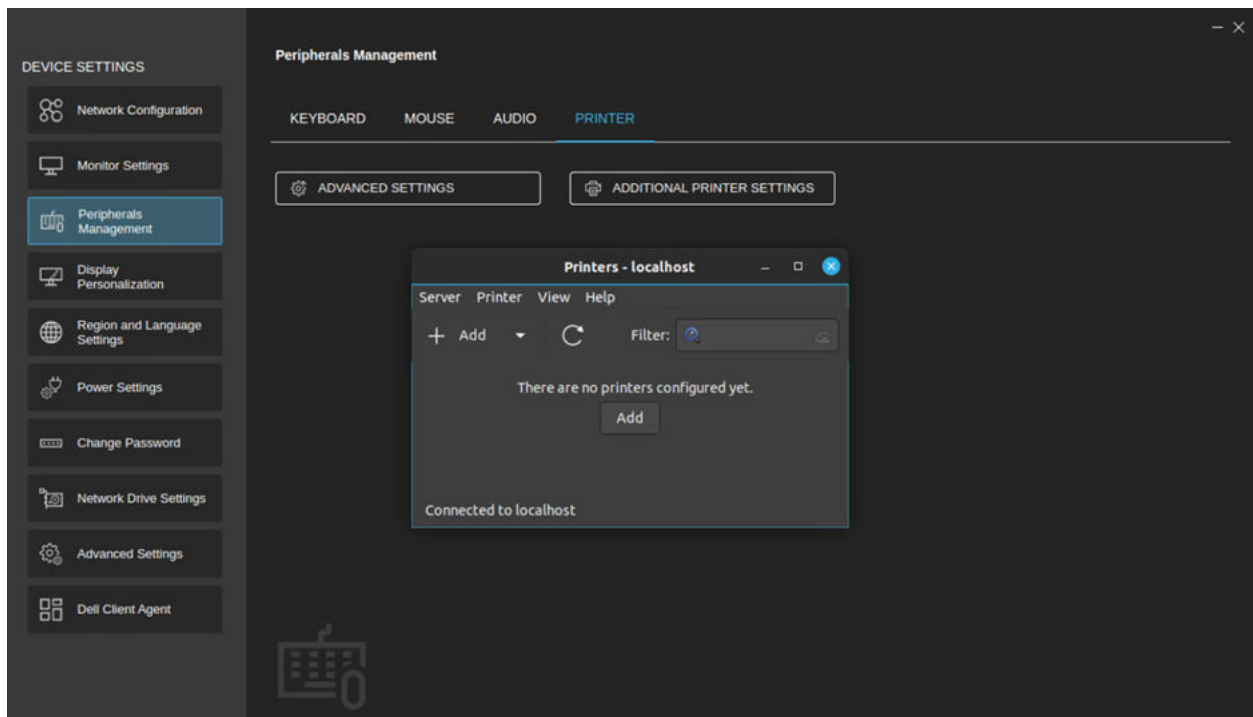 DEVICE SETTINGS
Network Configuration
Monitor Settings
Peripherals
Management
Display
Personalization
Region and Language
Settings
Power Settings
Change Password
Network Drive Settings
Advanced Settings
Dell Client Agent
Peripherals Management
KEYBOARD MOUSE AUDIO PRINTER
ADVANCED SETTINGS ADDITIONAL PRINTER SETTINGS
Printers - localhost
Server Printer View Help
Add Filter:
There are no printers configured yet.
Add
Connected to localhost